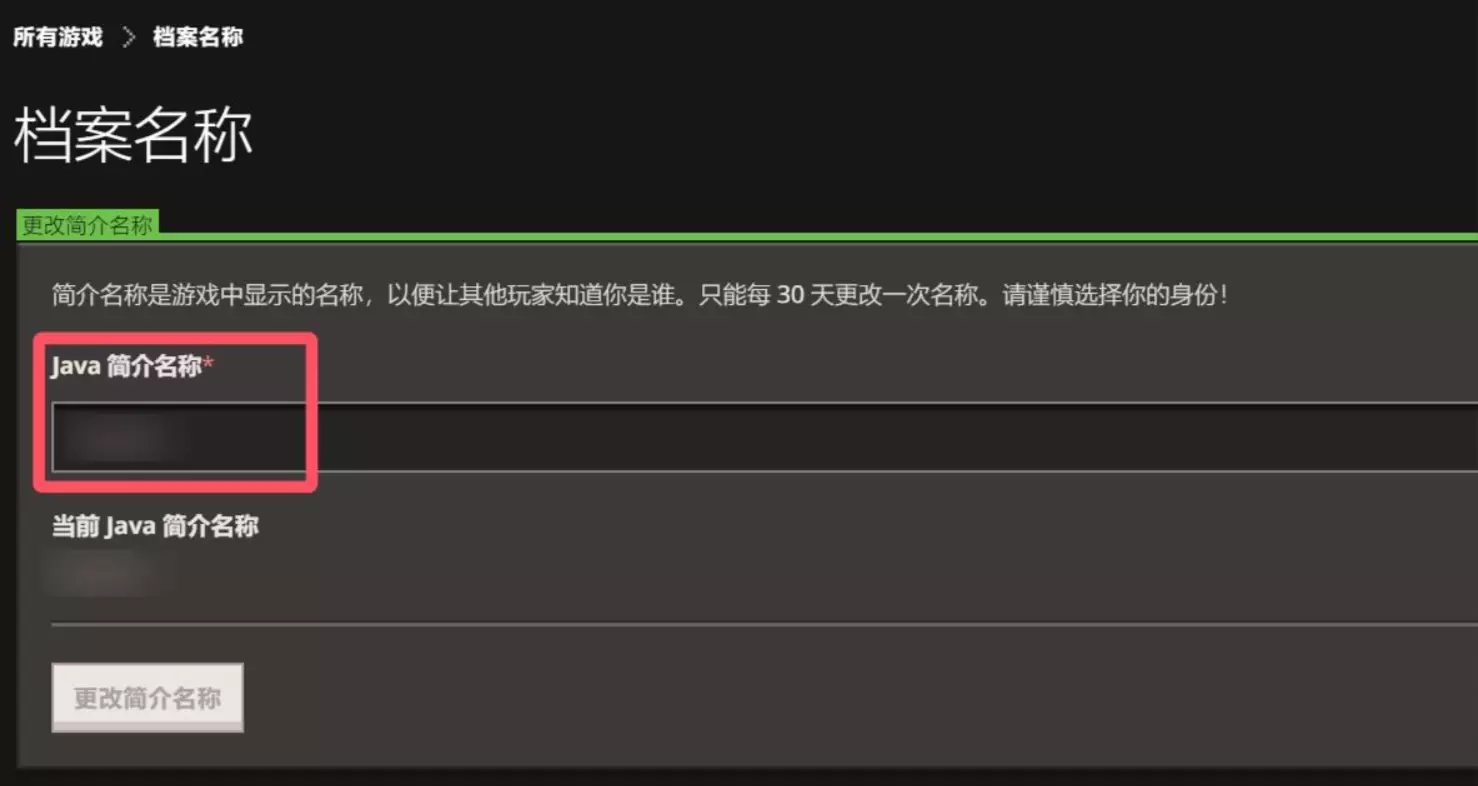 所有游戏 > 档案名称
档案名称
更改简介名称
简介名称是游戏中显示的名称，以便让其他玩家知道你是谁。只能每 30 天更改一次名称。请谨慎选择你的身份！
Java 简介名称*
当前 Java 简介名称
更改简介名称